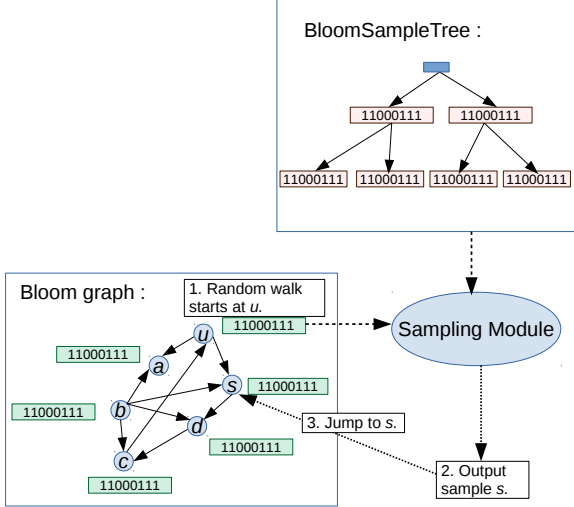 BloomSampleTree :
11000111
11000111
11000111
11000111
11000111
11000111
Bloom graph :
1. Random walk
starts at u.
11000111
u
11000111
a
s
11000111
11000111
b
d
11000111
c
11000111
Sampling Module
3. Jump to s.
2. Output
sample s.